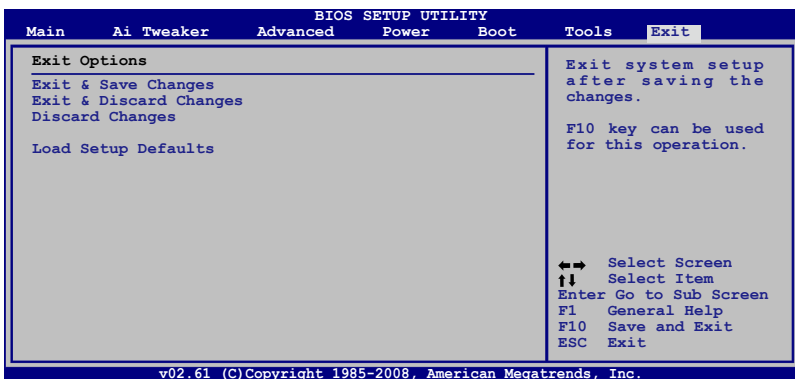 BIOS SETUP UTILITY
Main Ai Tweaker Advanced Power Boot Tools Exit
Exit Options
Exit & Save Changes
Exit & Discard Changes
Discard Changes
Load Setup Defaults
Exit system setup
after saving the
changes.
F10 key can be used
for this operation.
←→ Select Screen
↑↓ Select Item
Enter Go to Sub Screen
F1 General Help
F10 Save and Exit
ESC Exit
v02.61 (C)Copyright 1985-2008, American Megatrends, Inc.